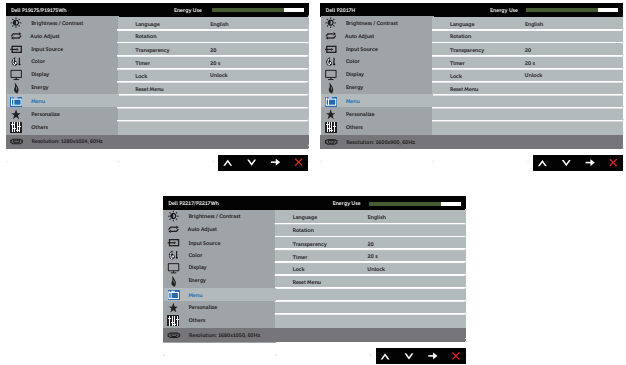 Dell P1917S/P1917SWh Energy Use
Brightness / Contrast Language English
Auto Adjust Rotation
Input Source Transparency 20
Color Timer 20 s
Display Lock Unlock
Energy Reset Menu
Menu
Personalize
Others
Resolution: 1280x1024, 60Hz
Dell P2017H Energy Use
Brightness / Contrast Language English
Auto Adjust Rotation
Input Source Transparency 20
Color Timer 20 s
Display Lock Unlock
Energy Reset Menu
Menu
Personalize
Others
Resolution: 1600x900, 60Hz
Dell P2217/P2217Wh Energy Use
Brightness / Contrast Language English
Auto Adjust Rotation
Input Source Transparency 20
Color Timer 20 s
Display Lock Unlock
Energy Reset Menu
Menu
Personalize
Others
Resolution: 1680x1050, 60Hz